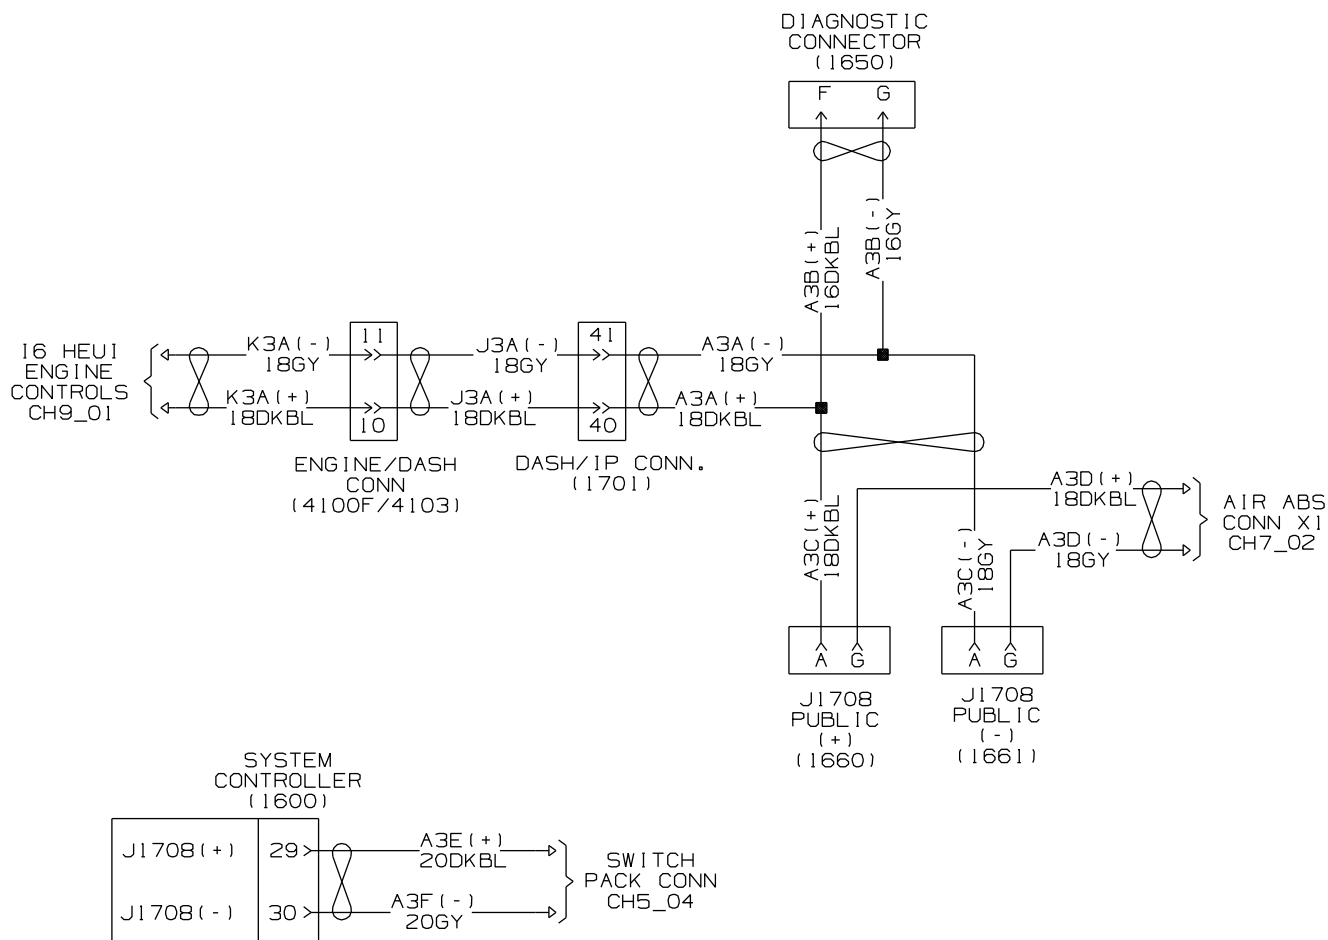 DIAGNOSTIC
CONNECTOR
(1650)
F G
A3B(+)
16DKBL
A3B(-)
16GY
I6 HEUI
ENGINE
CONTROLS
CH9_01
K3A(-)
18GY
K3A(+)
18DKBL
11
10
ENGINE/DASH
CONN
(4100F/4103)
J3A(-)
18GY
J3A(+)
18DKBL
41
40
DASH/IP CONN.
(1701)
A3A(-)
18GY
A3A(+)
18DKBL
A3C(+)
18DKBL
A3C(-)
18GY
A3D(+)
18DKBL
A3D(-)
18GY
AIR ABS
CONN X1
CH7_02
A G
J1708
PUBLIC
(+)
(1660)
A G
J1708
PUBLIC
(-)
(1661)
SYSTEM
CONTROLLER
(1600)
J1708(+) 29
J1708(-) 30
A3E(+)
20DKBL
A3F(-)
20GY
SWITCH
PACK CONN
CH5_04